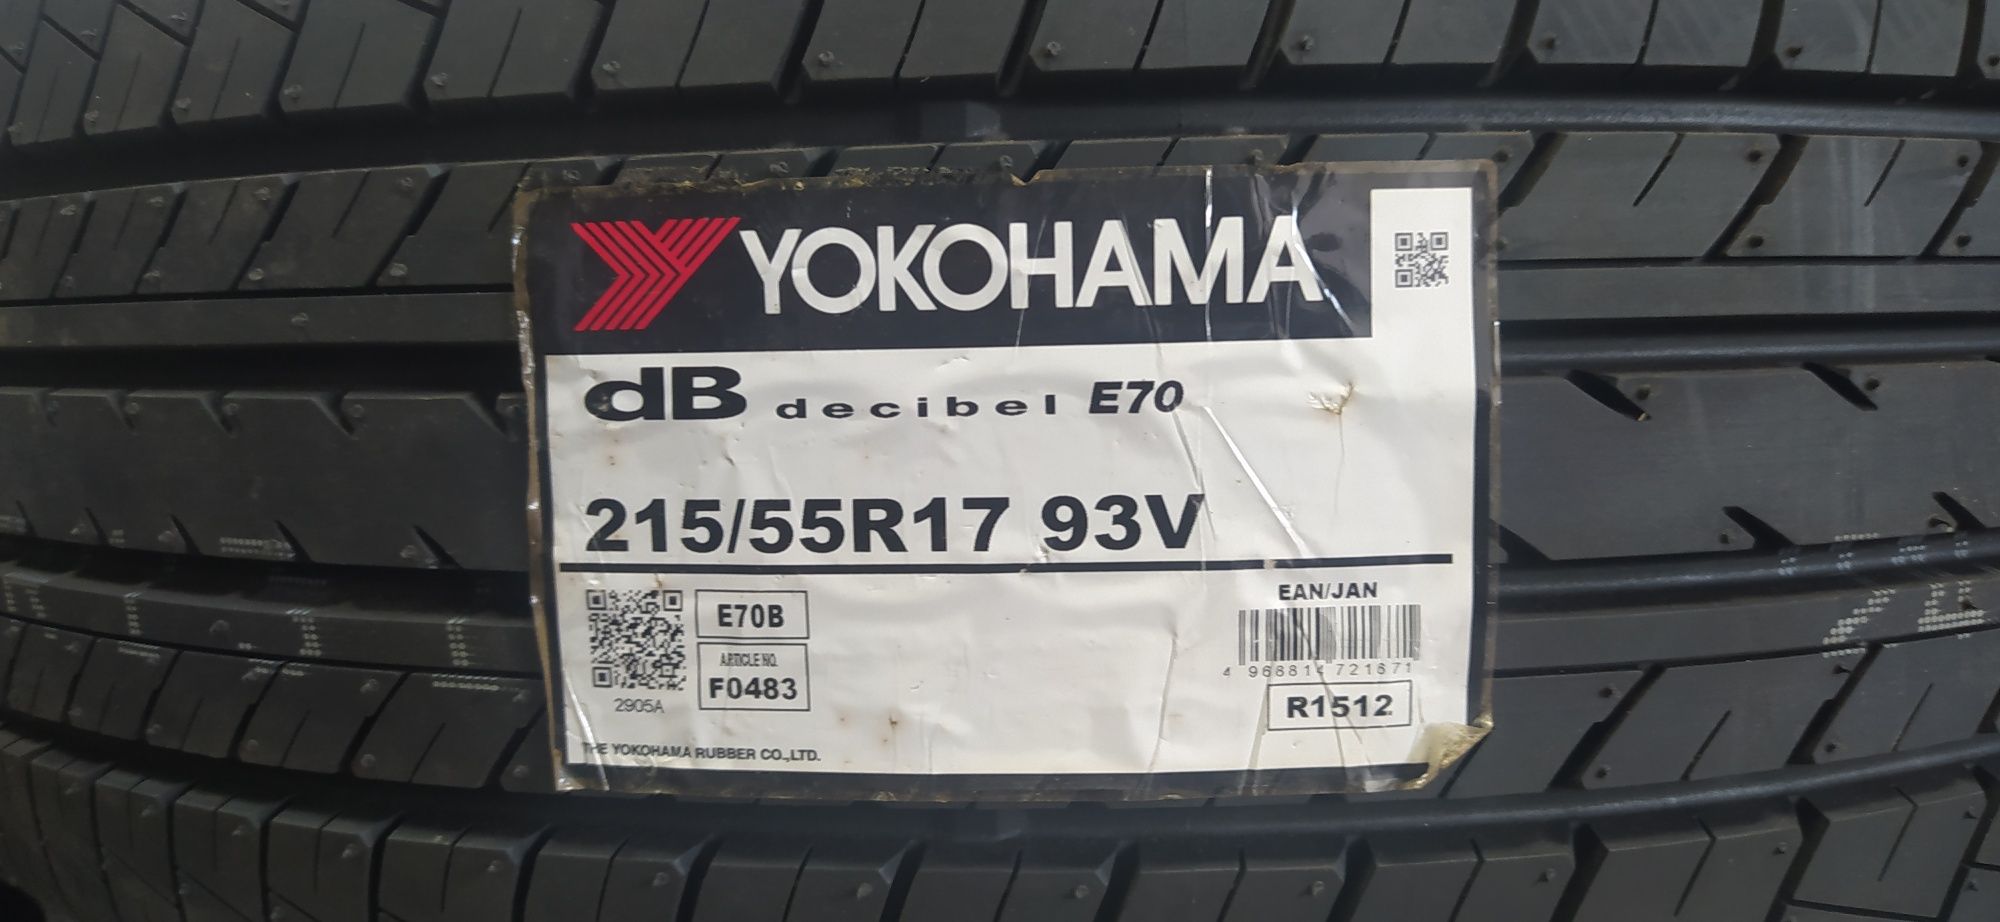 YOKOHAMA
dB decibel E70
215/55R17 93V
E70B
ARTICLE NO.
F0483
2905A
THE YOKOHAMA RUBBER CO.,LTD.
EAN/JAN
4 968814 721671
R1512